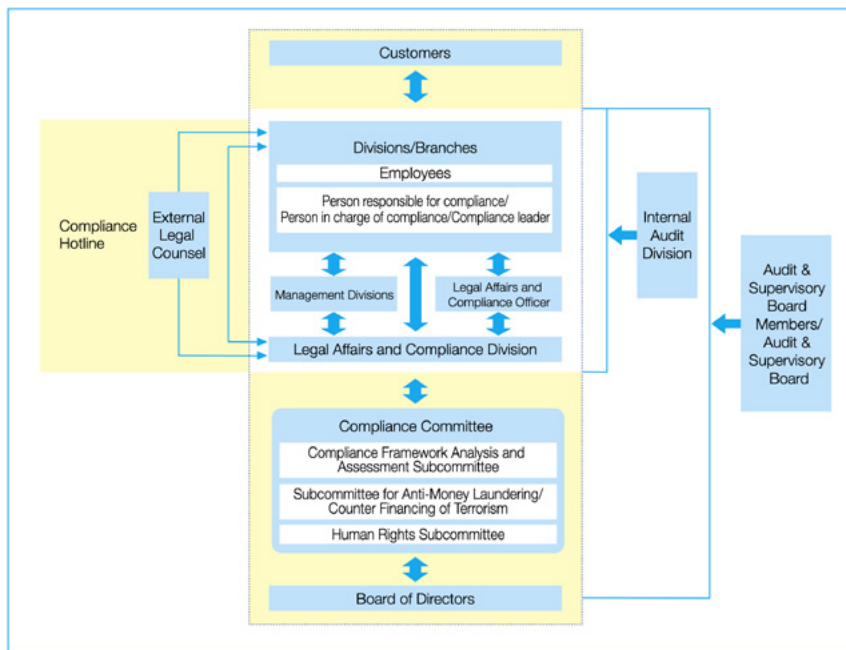 Customers
Divisions/Branches
Employees
Person responsible for compliance/
Person in charge of compliance/Compliance leader
Compliance
Hotline
External
Legal
Counsel
Management Divisions
Legal Affairs and
Compliance Officer
Legal Affairs and Compliance Division
Internal
Audit
Division
Audit &
Supervisory
Board
Members/
Audit &
Supervisory
Board
Compliance Committee
Compliance Framework Analysis and
Assessment Subcommittee
Subcommittee for Anti-Money Laundering/
Counter Financing of Terrorism
Human Rights Subcommittee
Board of Directors